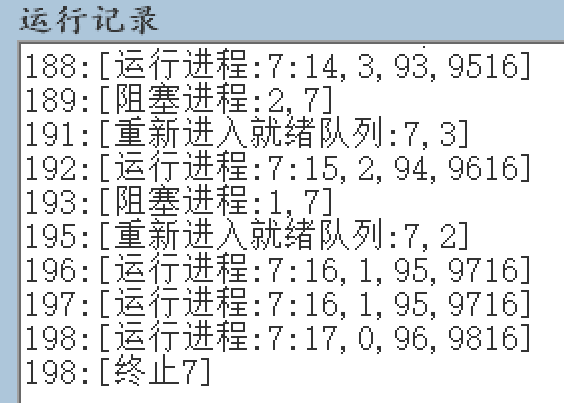 运行记录
188:[运行进程:7:14,3,93,9516]
189:[阻塞进程:2,7]
191:[重新进入就绪队列:7,3]
192:[运行进程:7:15,2,94,9616]
193:[阻塞进程:1,7]
195:[重新进入就绪队列:7,2]
196:[运行进程:7:16,1,95,9716]
197:[运行进程:7:16,1,95,9716]
198:[运行进程:7:17,0,96,9816]
198:[终止7]